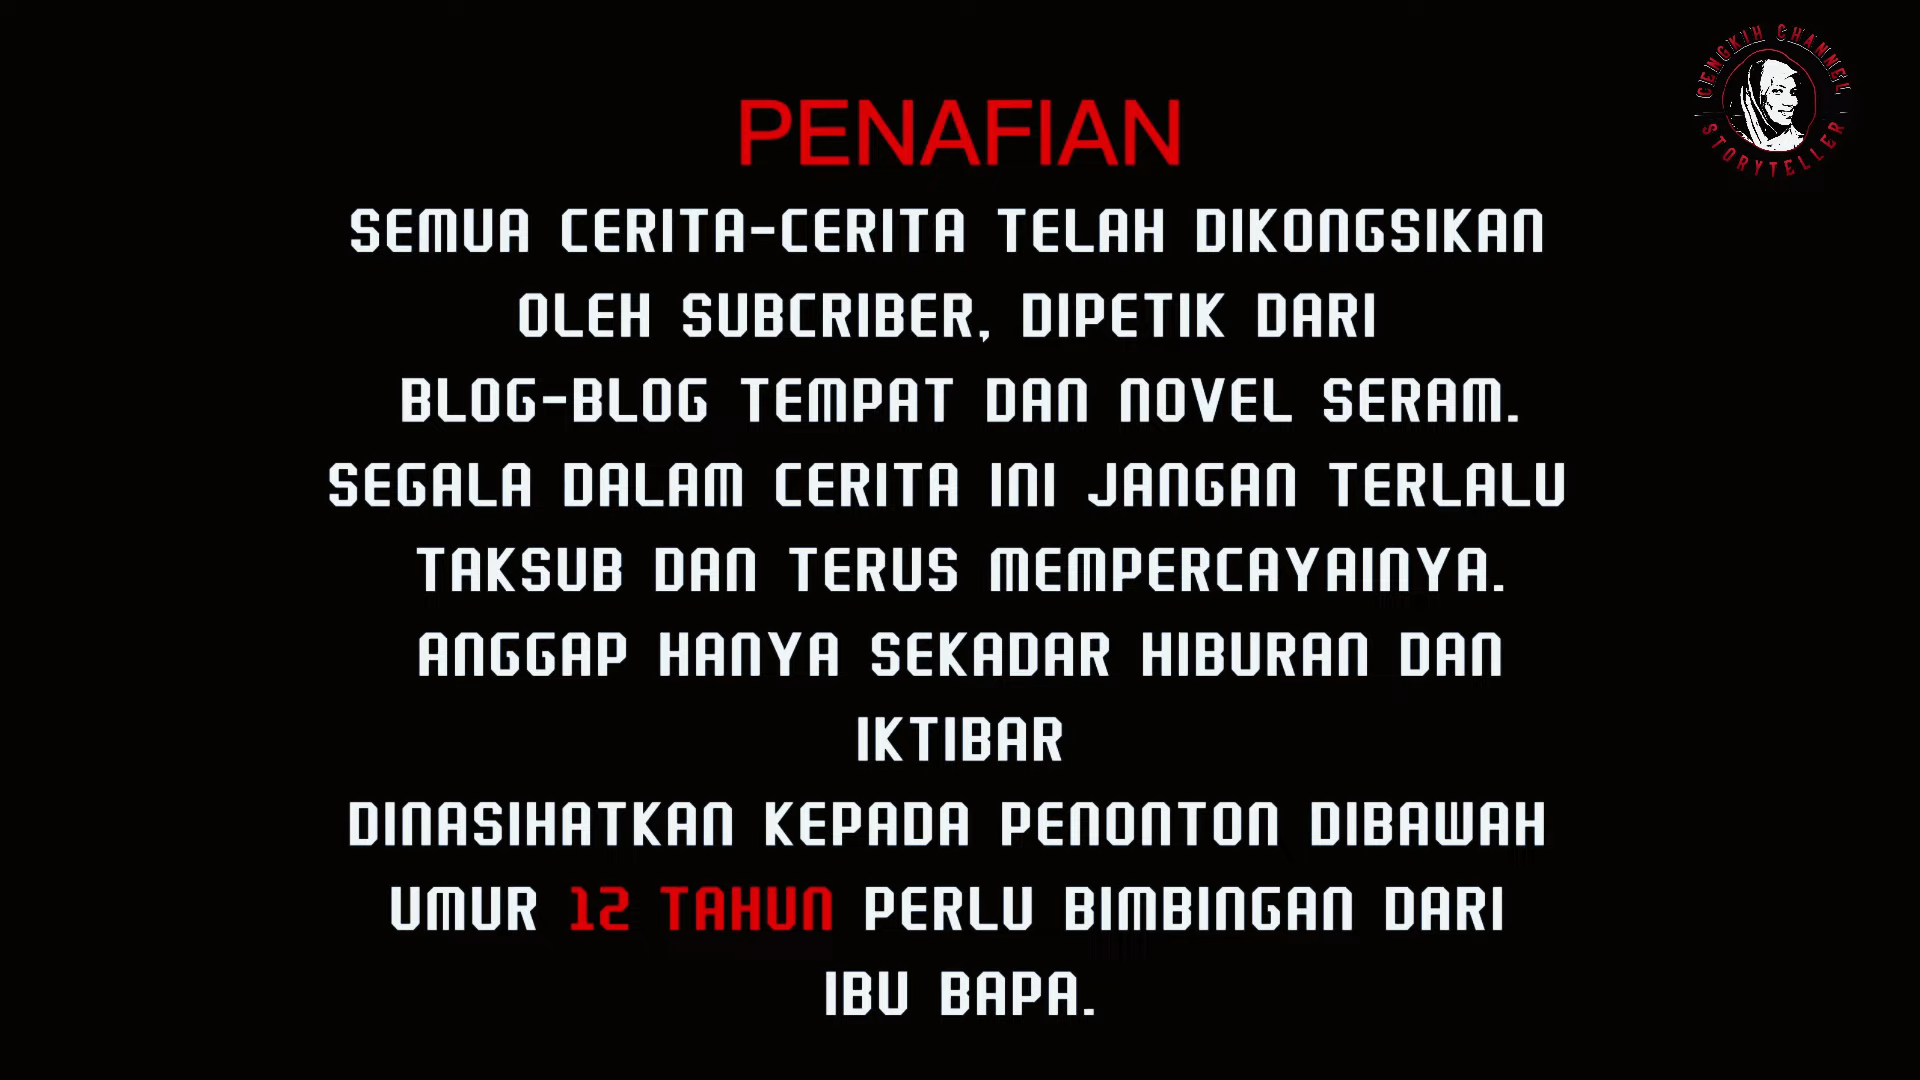 CENGKIH CHANNEL
STORYTELLER
PENAFIAN
SEMUA CERITA-CERITA TELAH DIKONGSIKAN
OLEH SUBCRIBER, DIPETIK DARI
BLOG-BLOG TEMPAT DAN NOVEL SERAM.
SEGALA DALAM CERITA INI JANGAN TERLALU
TAKSUB DAN TERUS MEMPERCAYAINYA.
ANGGAP HANYA SEKADAR HIBURAN DAN
IKTIBAR
DINASIHATKAN KEPADA PENONTON DIBAWAH
UMUR 12 TAHUN PERLU BIMBINGAN DARI
IBU BAPA.